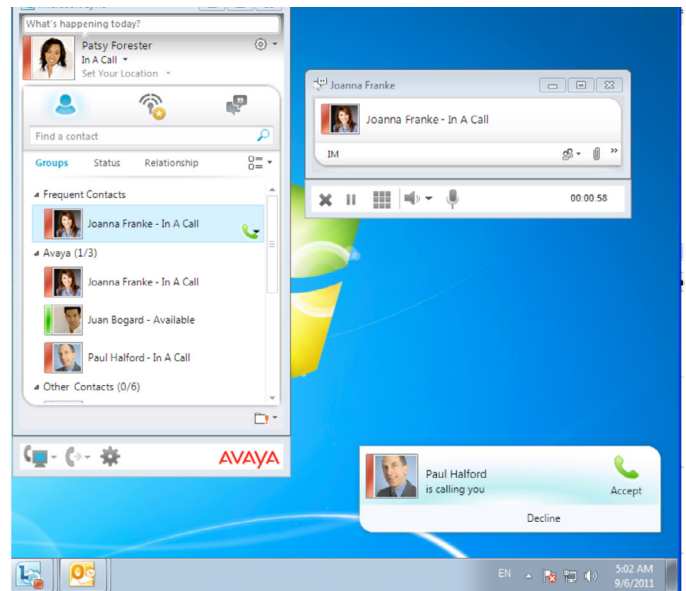 Microsoft Lync
What's happening today?
Patsy Forester
In A Call
Set Your Location
Find a contact
Groups Status Relationship
Frequent Contacts
Joanna Franke - In A Call
Avaya (1/3)
Joanna Franke - In A Call
Juan Bogard - Available
Paul Halford - In A Call
Other Contacts (0/6)
AVAYA
Joanna Franke
Joanna Franke - In A Call
IM
00:00:58
Paul Halford
is calling you
Accept
Decline
EN
5:02 AM
9/6/2011